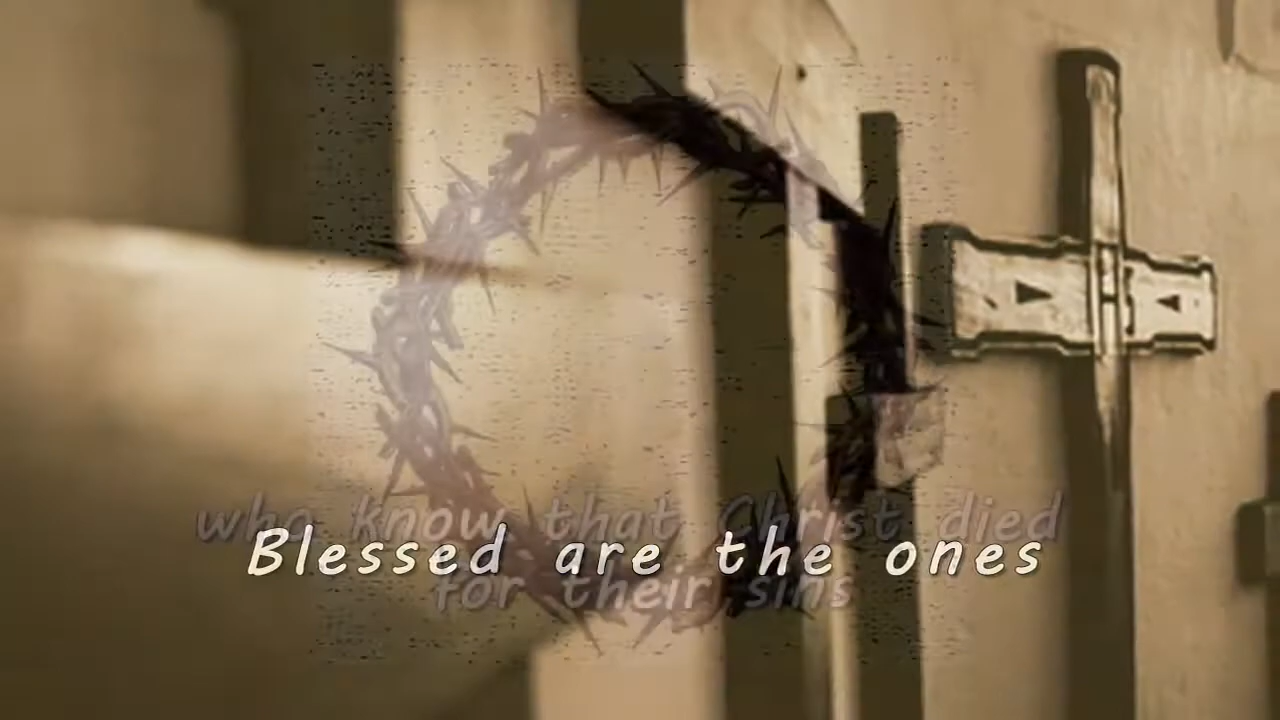 who know that Christ died
Blessed are the ones
for their sins